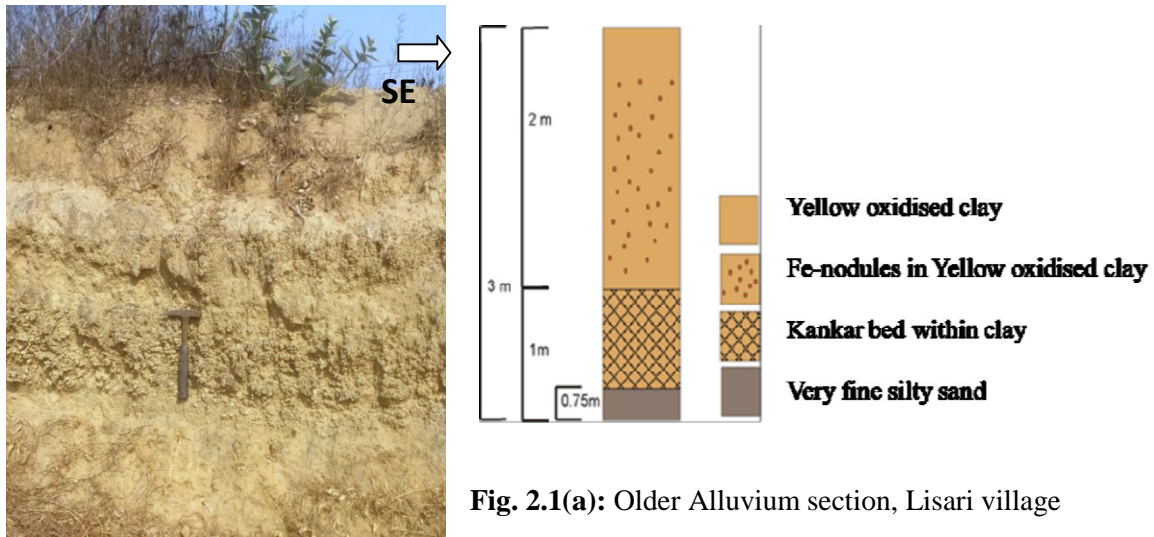 SE
2 m
3 m
1m
0.75m
Yellow oxidised clay
Fe-nodules in Yellow oxidised clay
Kankar bed within clay
Very fine silty sand
Fig. 2.1(a): Older Alluvium section, Lisari village